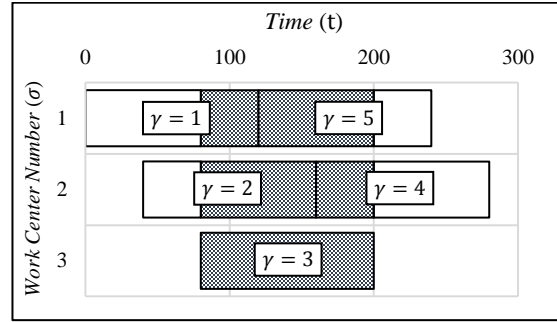 Time (t)
0 100 200 300
Work Center Number (σ)
1 γ = 1 γ = 5
2 γ = 2 γ = 4
3 γ = 3